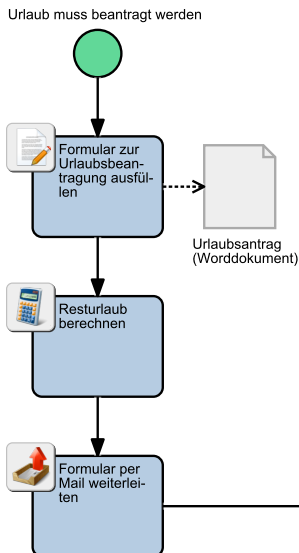 Urlaub muss beantragt werden
Formular zur
Urlaubsbean-
tragung ausfül-
len
Urlaubsantrag
(Worddokument)
Resturlaub
berechnen
Formular per
Mail weiterlei-
ten